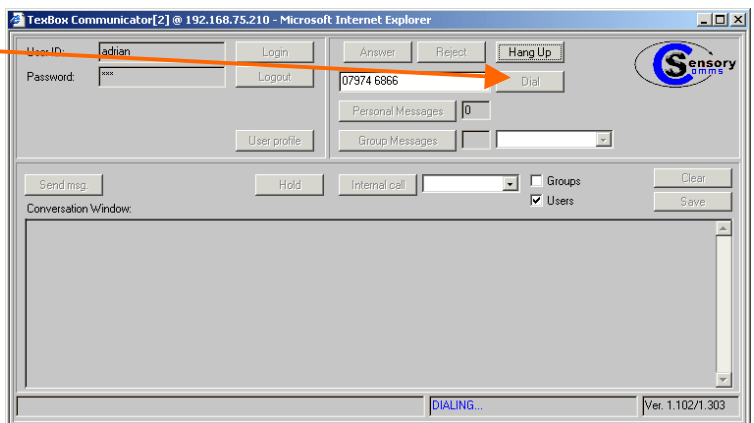 TexBox Communicator[2] @ 192.168.75.210 - Microsoft Internet Explorer
User ID: adrian Login Answer Reject Hang Up
Password: *** Logout 07974 6866 Dial
Sensory Comms
Personal Messages 0
User profile Group Messages
Send msg. Hold Internal call Groups Clear
Users Save
Conversation Window:
DIALING... Ver. 1.102/1.303